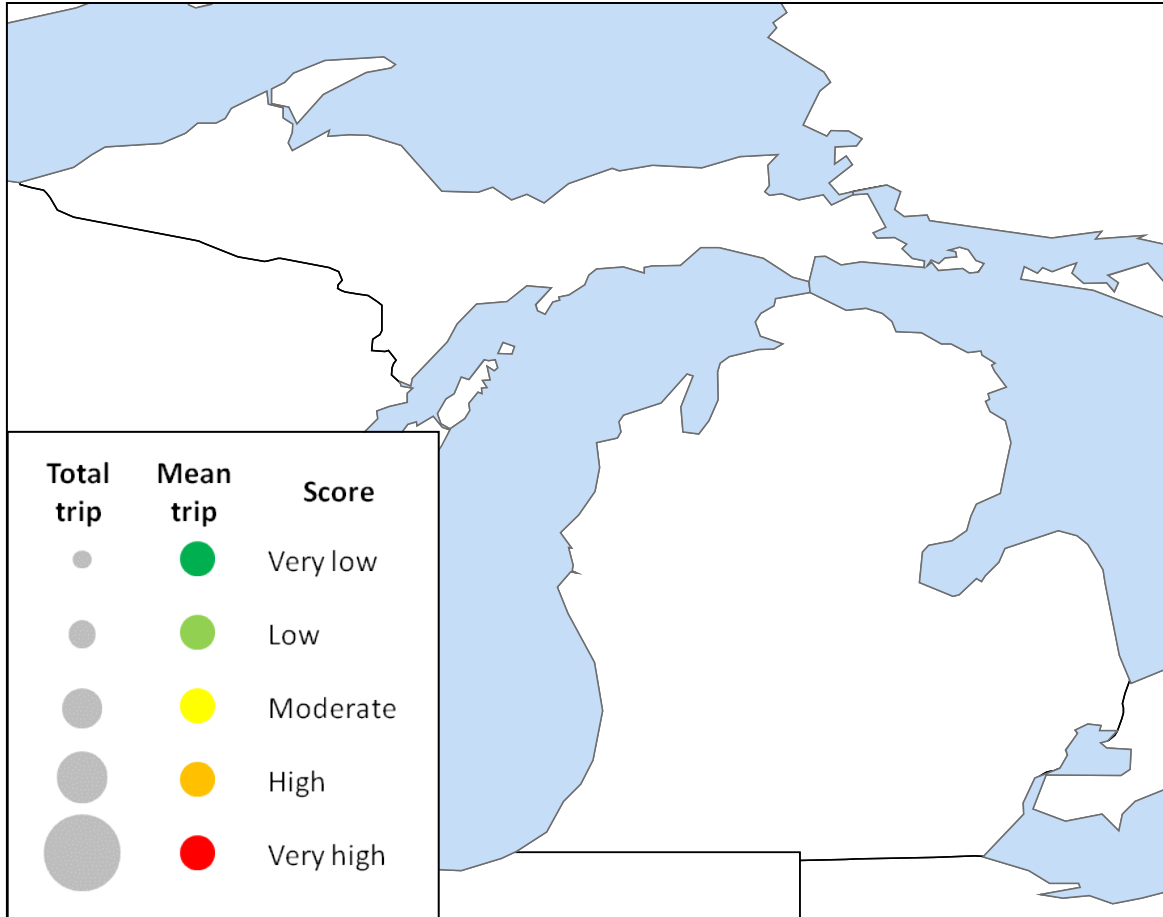 Total Mean Score
trip trip
Very low
Low
Moderate
High
Very high